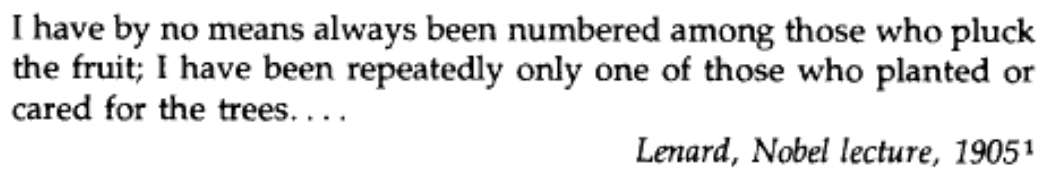 I have by no means always been numbered among those who pluck
the fruit; I have been repeatedly only one of those who planted or
cared for the trees. . . .
Lenard, Nobel lecture, 1905¹